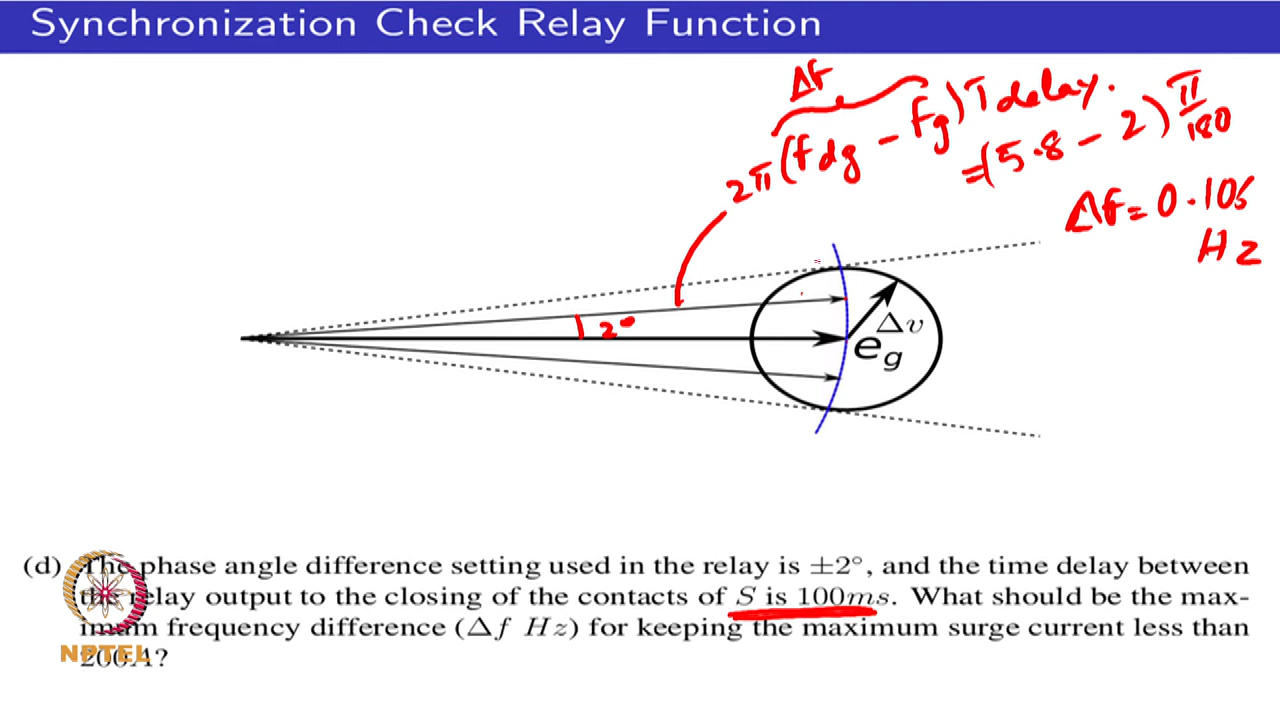 Synchronization Check Relay Function
Δf
2π(fdg - fg)Tdelay.
=(5.8 - 2)π/180
Δf = 0.106
Hz
2°
Δv
eg
(d) The phase angle difference setting used in the relay is ±2°, and the time delay between
the relay output to the closing of the contacts of S is 100ms. What should be the max-
imum frequency difference (Δf Hz) for keeping the maximum surge current less than
200A?
NPTEL